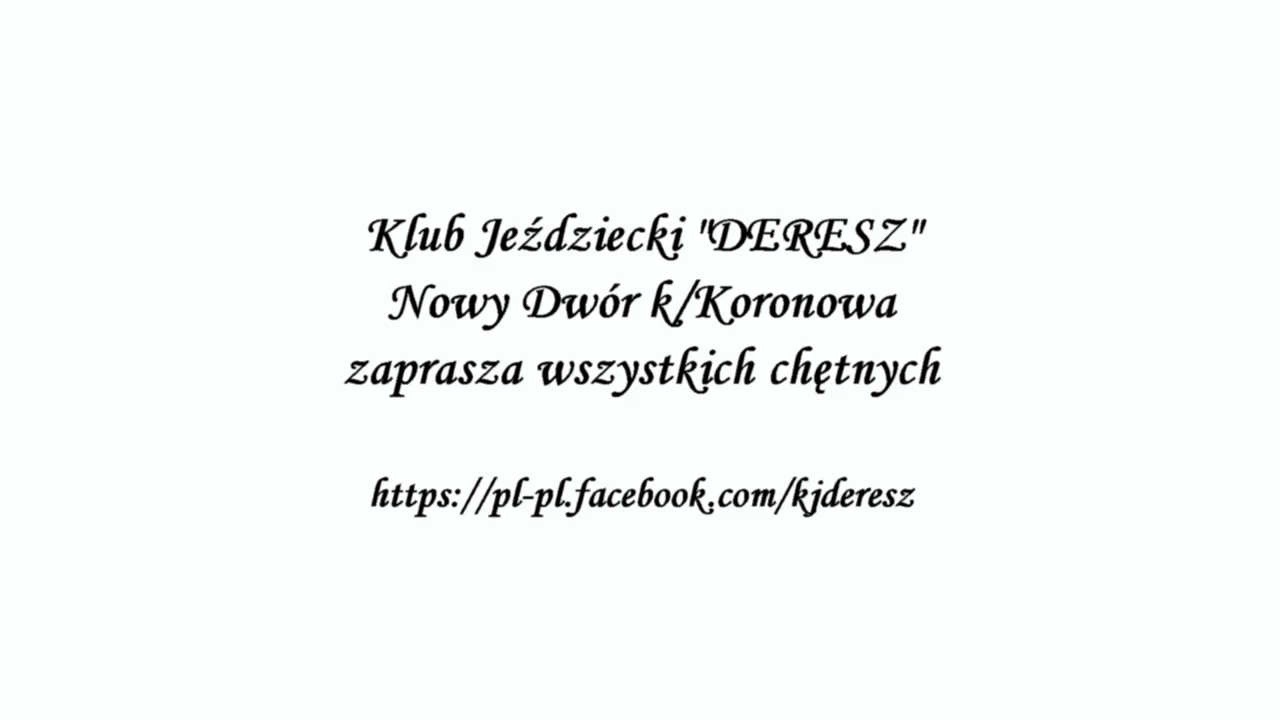 Klub Jeździecki "DERESZ"
Nowy Dwór k/Koronowa
zaprasza wszystkich chętnych
https://pl-pl.facebook.com/kjderesz